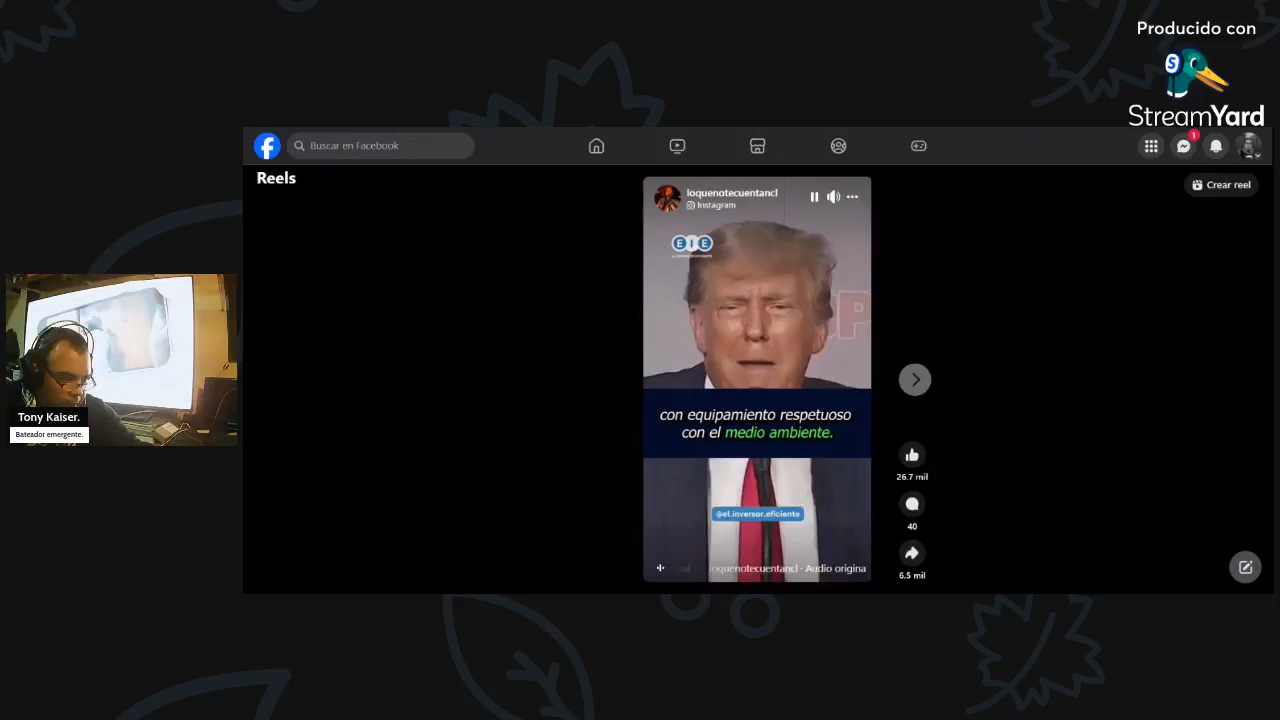 Producido con
StreamYard
Buscar en Facebook
1
Reels
Crear reel
loquenotecuentancl
Instagram
EIE
con equipamiento respetuoso
con el medio ambiente.
@el.inversor.eficiente
loquenotecuentancl · Audio origina
26.7 mil
40
6.5 mil
Tony Kaiser.
Bateador emergente.